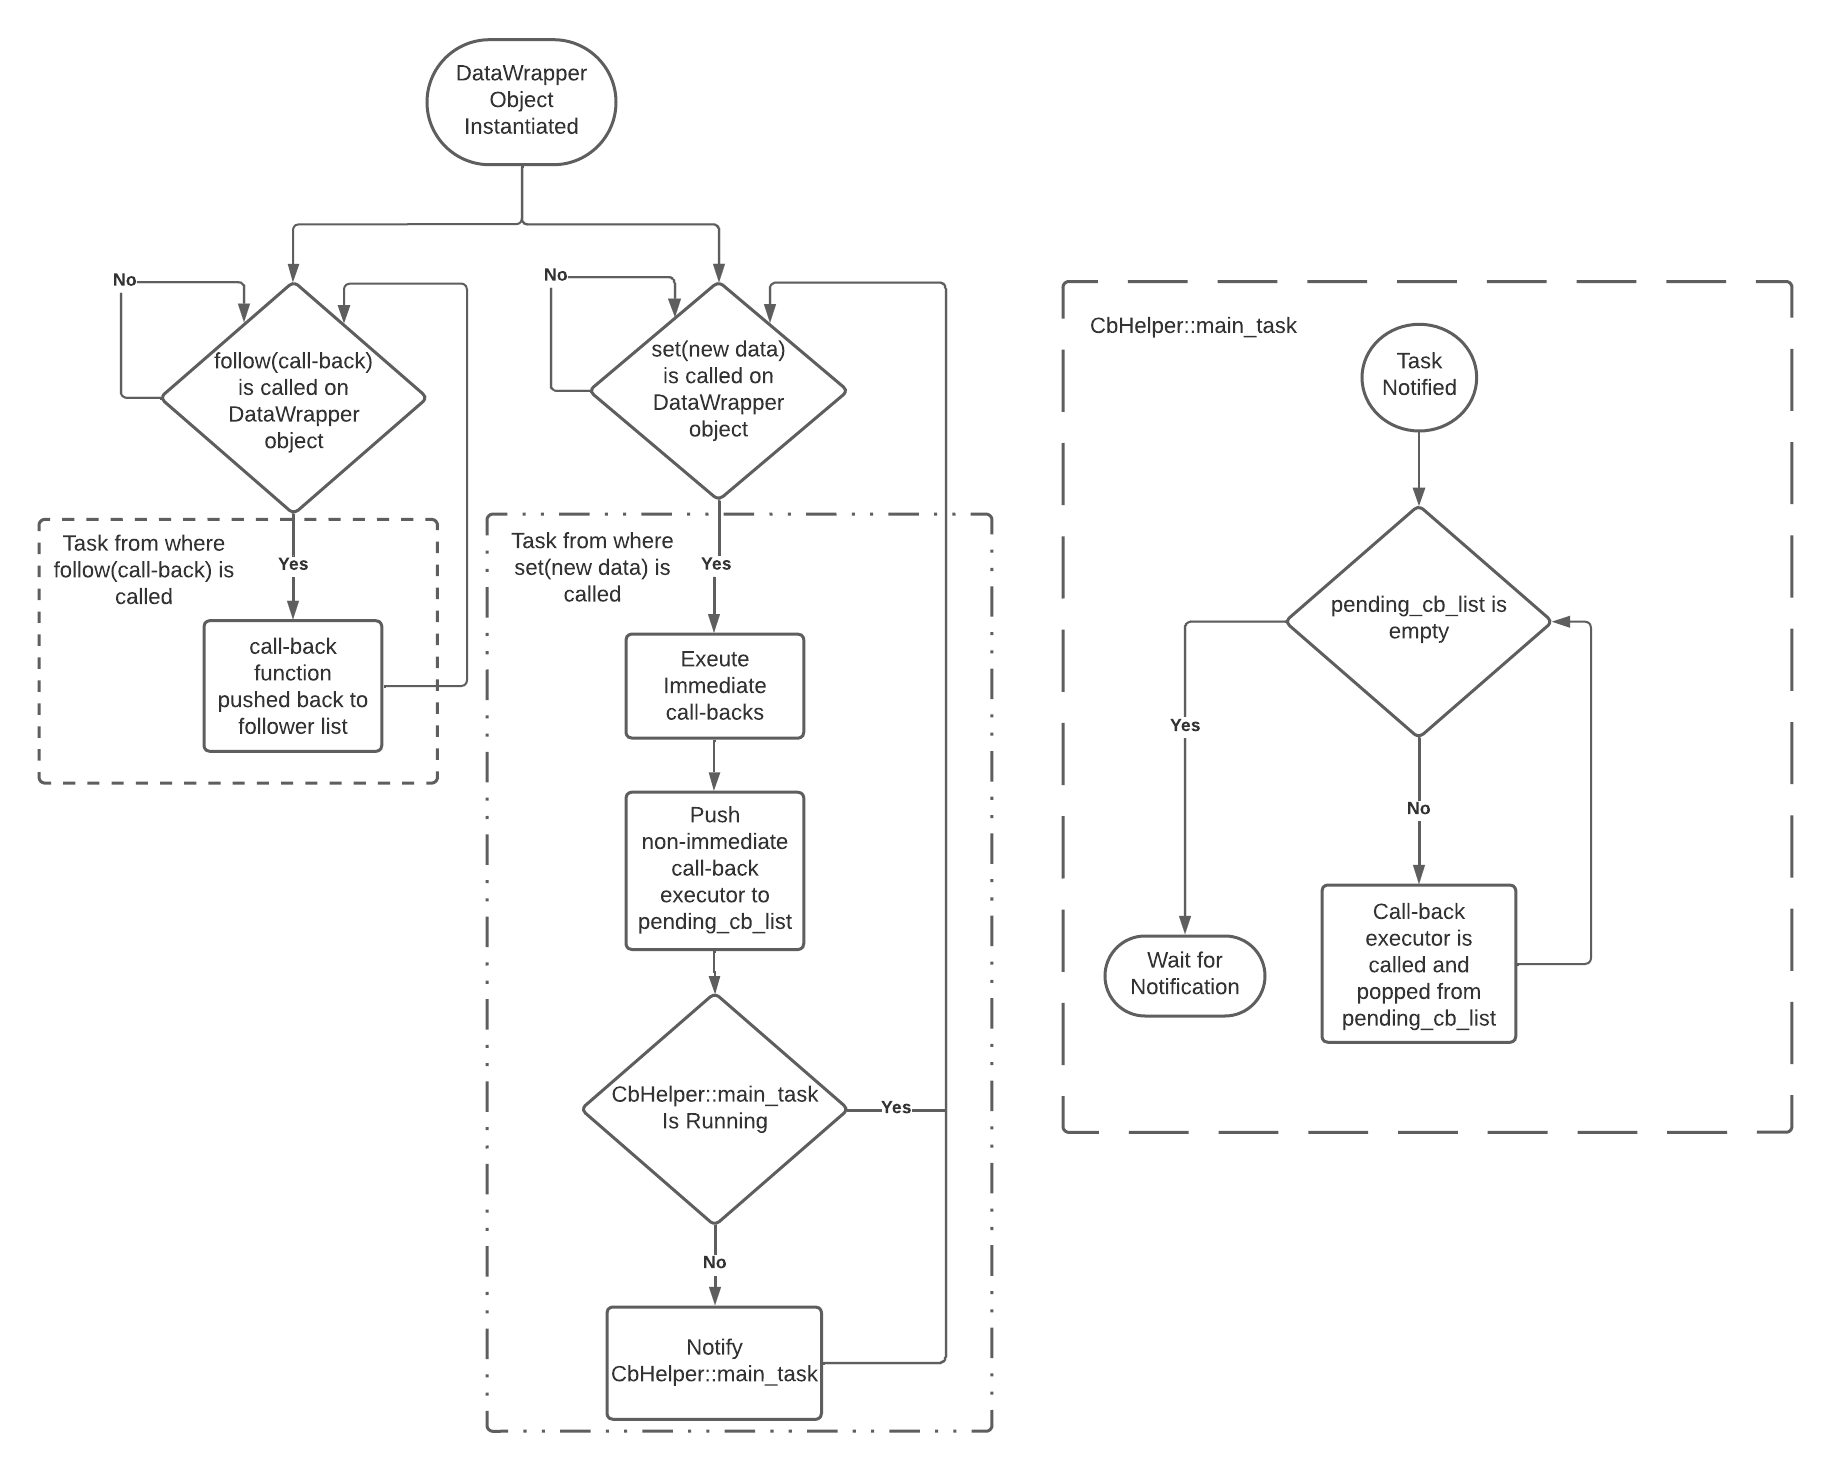 DataWrapper
Object
Instantiated
No
follow(call-back)
is called on
DataWrapper
object
No
set(new data)
is called on
DataWrapper
object
Task from where
follow(call-back) is
called
Yes
call-back
function
pushed back to
follower list
Task from where
set(new data) is
called
Yes
Exeute
Immediate
call-backs
Push
non-immediate
call-back
executor to
pending_cb_list
CbHelper::main_task
Is Running
Yes
No
Notify
CbHelper::main_task
CbHelper::main_task
Task
Notified
pending_cb_list is
empty
Yes
No
Wait for
Notification
Call-back
executor is
called and
popped from
pending_cb_list